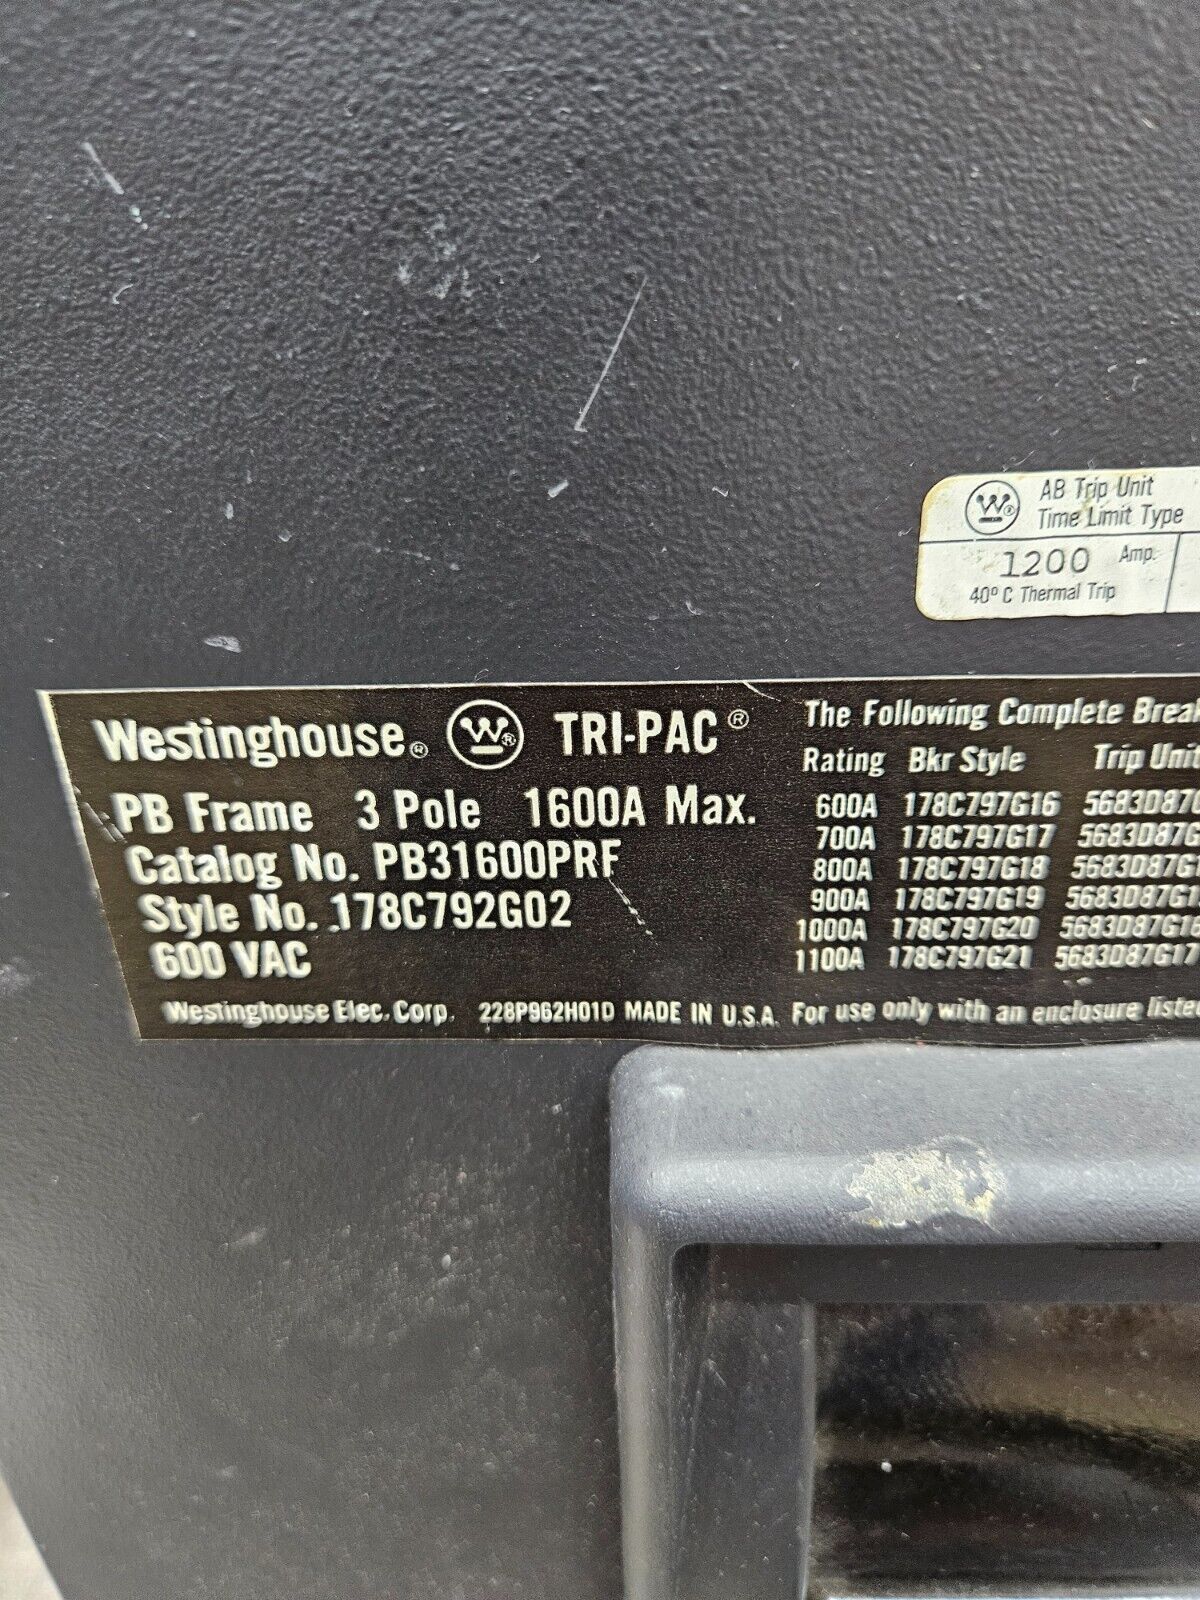 AB Trip Unit
Time Limit Type
1200 Amp.
40° C Thermal Trip
Westinghouse® W® TRI-PAC®
PB Frame 3 Pole 1600A Max.
Catalog No. PB31600PRF
Style No. 178C792G02
600 VAC
The Following Complete
Rating Bkr Style Trip Unit
600A 178C797G16
700A 178C797G17
800A 178C797G18
900A 178C797G19
1000A 178C797G20
1100A 178C797G21 5683D87G17
Westinghouse Elec. Corp. 228P962H01D MADE IN U.S.A. For use only with an enclosure